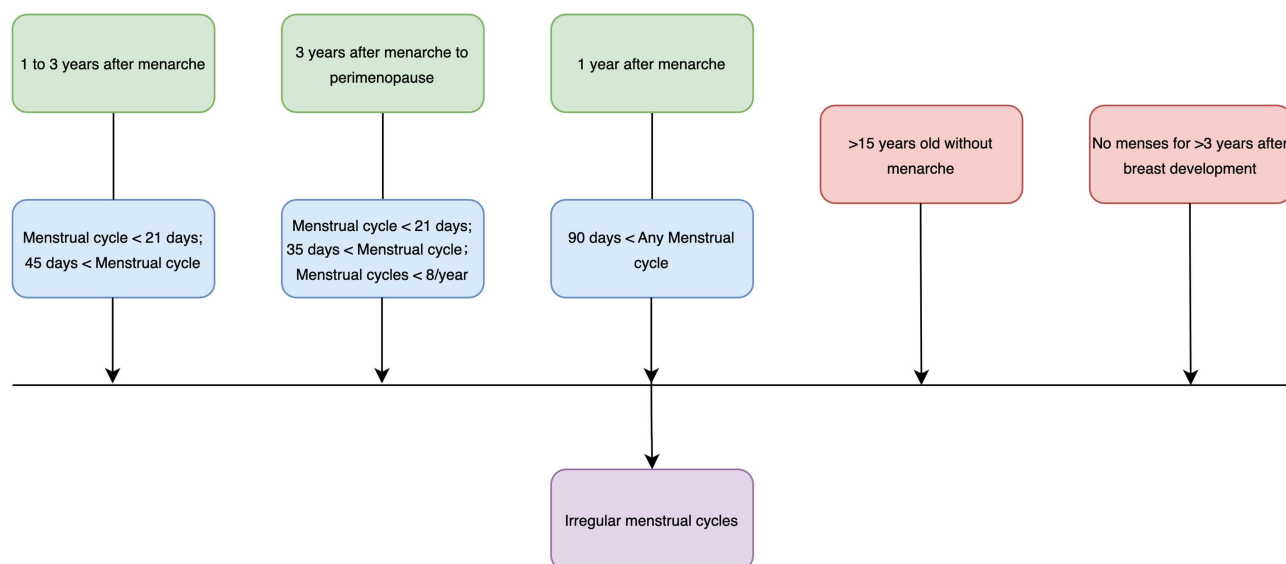 1 to 3 years after menarche
3 years after menarche to
perimenopause
1 year after menarche
>15 years old without
menarche
No menses for >3 years after
breast development
Menstrual cycle < 21 days;
45 days < Menstrual cycle
Menstrual cycle < 21 days;
35 days < Menstrual cycle;
Menstrual cycles < 8/year
90 days < Any Menstrual
cycle
Irregular menstrual cycles